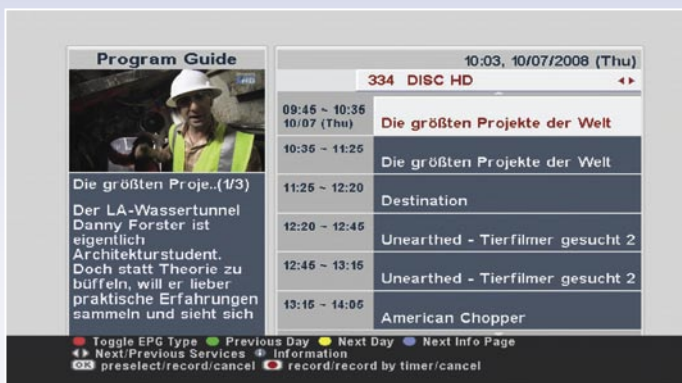 Program Guide
10:03, 10/07/2008 (Thu)
334 DISC HD
HD
09:45 ~ 10:35
10/07 (Thu)
Die größten Projekte der Welt
10:35 ~ 11:25
Die größten Projekte der Welt
11:25 ~ 12:20
Destination
12:20 ~ 12:45
Unearthed - Tierfilmer gesucht 2
12:45 ~ 13:15
Unearthed - Tierfilmer gesucht 2
13:15 ~ 14:05
American Chopper
Die größten Proje..(1/3)
Der LA-Wassertunnel
Danny Forster ist
eigentlich
Architekturstudent.
Doch statt Theorie zu
büffeln, will er lieber
praktische Erfahrungen
sammeln und sieht sich
Toggle EPG Type Previous Day Next Day Next Info Page
Next/Previous Services Information
OK preselect/record/cancel record/record by timer/cancel